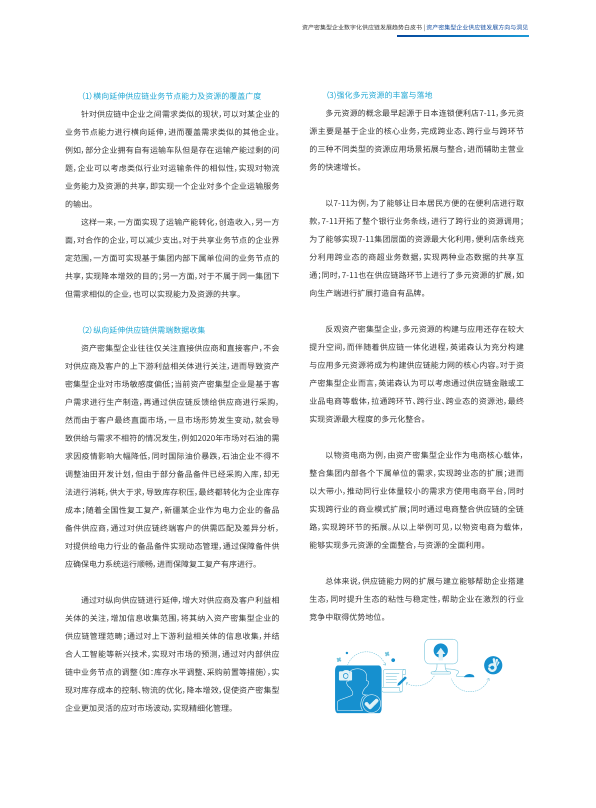 资产密集型企业数字化供应链发展趋势白皮书 | 资产密集型企业供应链发展方向与洞见
（1）横向延伸供应链业务节点能力及资源的覆盖广度
针对供应链中企业之间需求类似的现状，可以对某企业的
业务节点能力进行横向延伸，进而覆盖需求类似的其他企业。
例如，部分企业拥有自有运输车队但是存在运输产能过剩的问
题，企业可以考虑类似行业对运输条件的相似性，实现对物流
业务能力及资源的共享，即实现一个企业对多个企业运输服务
的输出。
这样一来，一方面实现了运输产能转化，创造收入，另一方
面，对合作的企业，可以减少支出。对于共享业务节点的企业界
定范围，一方面可实现基于集团内部下属单位间的业务节点的
共享，实现降本增效的目的；另一方面，对于不属于同一集团下
但需求相似的企业，也可以实现能力及资源的共享。
（2）纵向延伸供应链供需端数据收集
资产密集型企业往往仅关注直接供应商和直接客户，不会
对供应商及客户的上下游利益相关体进行关注，进而导致资产
密集型企业对市场敏感度偏低；当前资产密集型企业是基于客
户需求进行生产制造，再通过供应链反馈给供应商进行采购，
然而由于客户最终直面市场，一旦市场形势发生变动，就会导
致供给与需求不相符的情况发生，例如2020年市场对石油的需
求因疫情影响大幅降低，同时国际油价暴跌，石油企业不得不
调整油田开发计划，但由于部分备品备件已经采购入库，却无
法进行消耗，供大于求，导致库存积压，最终都转化为企业库存
成本；随着全国性复工复产，新疆某企业作为电力企业的备品
备件供应商，通过对供应链终端客户的供需匹配及差异分析，
对提供给电力行业的备品备件实现动态管理，通过保障备件供
应确保电力系统运行顺畅，进而保障复工复产有序进行。
通过对纵向供应链进行延伸，增大对供应商及客户利益相
关体的关注，增加信息收集范围，将其纳入资产密集型企业的
供应链管理范畴；通过对上下游利益相关体的信息收集，并结
合人工智能等新兴技术，实现对市场的预测，通过对内部供应
链中业务节点的调整（如：库存水平调整、采购前置等措施），实
现对库存成本的控制、物流的优化，降本增效，促使资产密集型
企业更加灵活的应对市场波动，实现精细化管理。
（3）强化多元资源的丰富与落地
多元资源的概念最早起源于日本连锁便利店7-11，多元资
源主要是基于企业的核心业务，完成跨业态、跨行业与跨环节
的三种不同类型的资源应用场景拓展与整合，进而辅助主营业
务的快速增长。
以7-11为例，为了能够让日本居民方便的在便利店进行取
款，7-11开拓了整个银行业务条线，进行了跨行业的资源调用；
为了能够实现7-11集团层面的资源最大化利用，便利店条线充
分利用跨业态的商超业务数据，实现两种业态数据的共享互
通；同时，7-11也在供应链路环节上进行了多元资源的扩展，如
向生产端进行扩展打造自有品牌。
反观资产密集型企业，多元资源的构建与应用还存在较大
提升空间，而伴随着供应链一体化进程，英诺森认为充分构建
与应用多元资源将成为构建供应链能力网的核心内容。对于资
产密集型企业而言，英诺森认为可以考虑通过供应链金融或工
业品电商等载体，拉通跨环节、跨行业、跨业态的资源池，最终
实现资源最大程度的多元化整合。
以物资电商为例，由资产密集型企业作为电商核心载体，
整合集团内部各个下属单位的需求，实现跨业态的扩展；进而
以大带小，推动同行业体量较小的需求方使用电商平台，同时
实现跨行业的商业模式扩展；同时通过电商整合供应链的全链
路，实现跨环节的拓展。从以上举例可见，以物资电商为载体，
能够实现多元资源的全面整合，与资源的全面利用。
总体来说，供应链能力网的扩展与建立能够帮助企业搭建
生态，同时提升生态的粘性与稳定性，帮助企业在激烈的行业
竞争中取得优势地位。